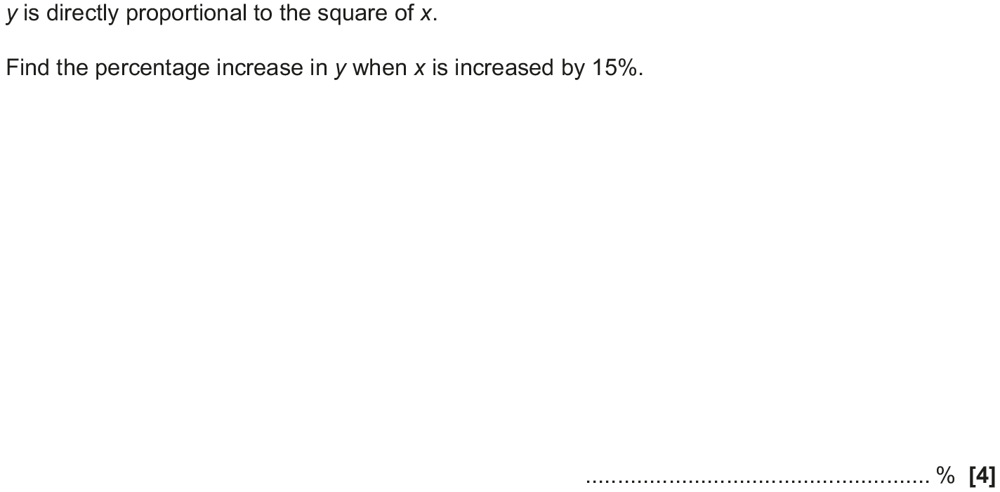 y is directly proportional to the square of x.
Find the percentage increase in y when x is increased by 15%.
.................................................... % [4]